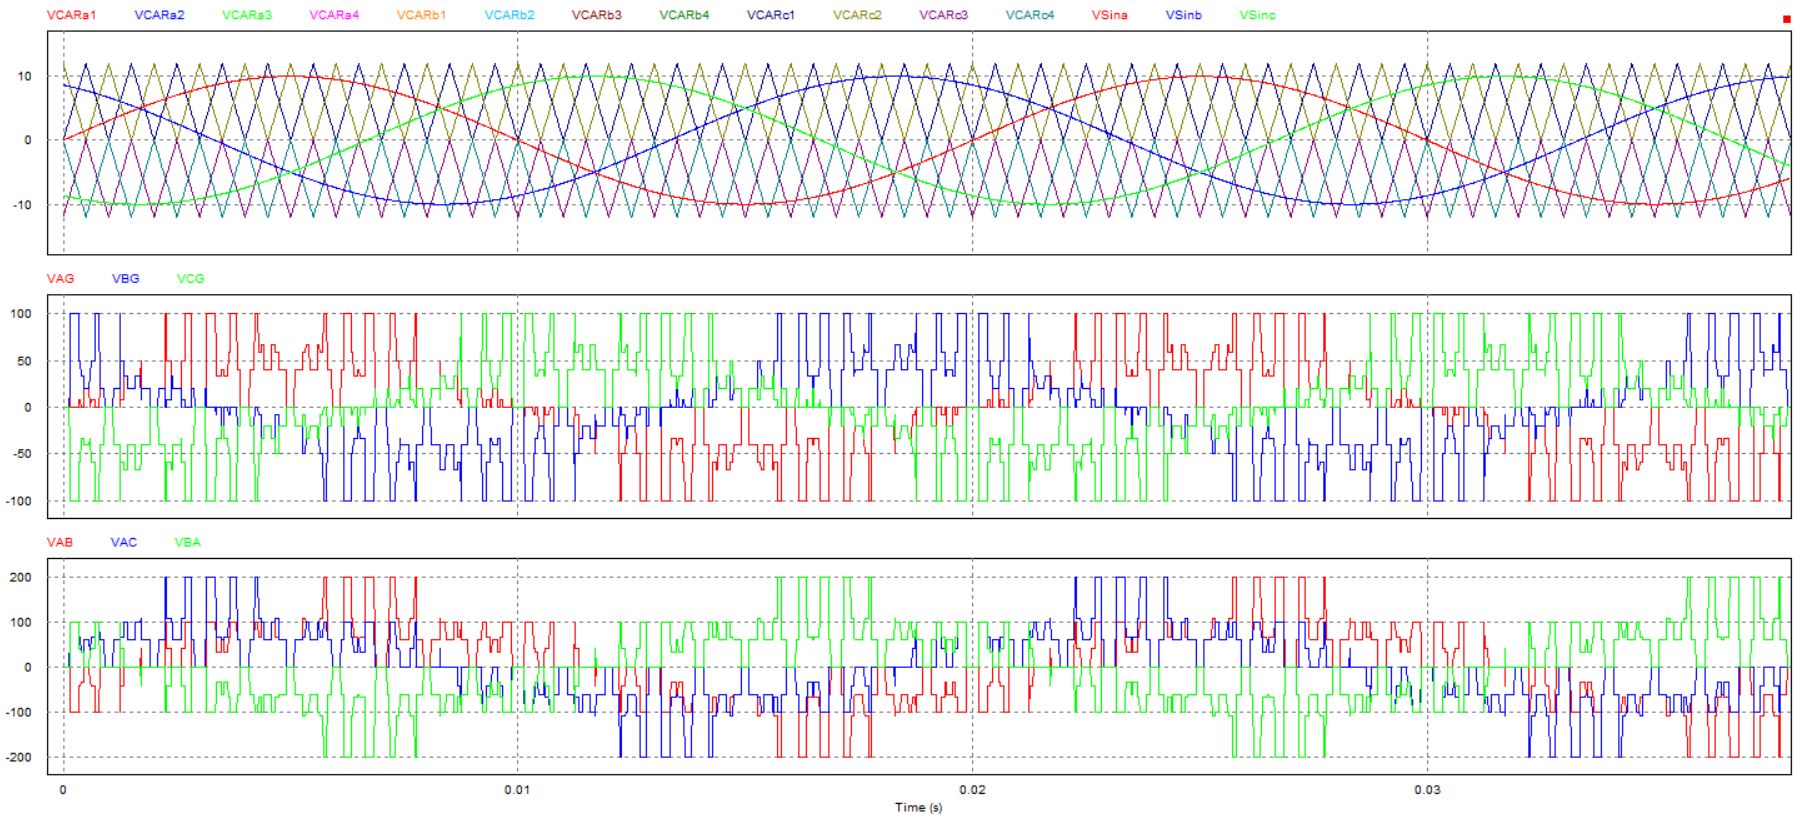 VCARa1 VCARa2 VCARa3 VCARa4 VCARb1 VCARb2 VCARb3 VCARb4 VCARc1 VCARc2 VCARc3 VCARc4 VSina VSinb VSinc
10
0
-10
VAG VBG VCG
100
50
0
-50
-100
VAB VAC VBA
200
100
0
-100
-200
0 0.01 0.02 0.03
Time (s)